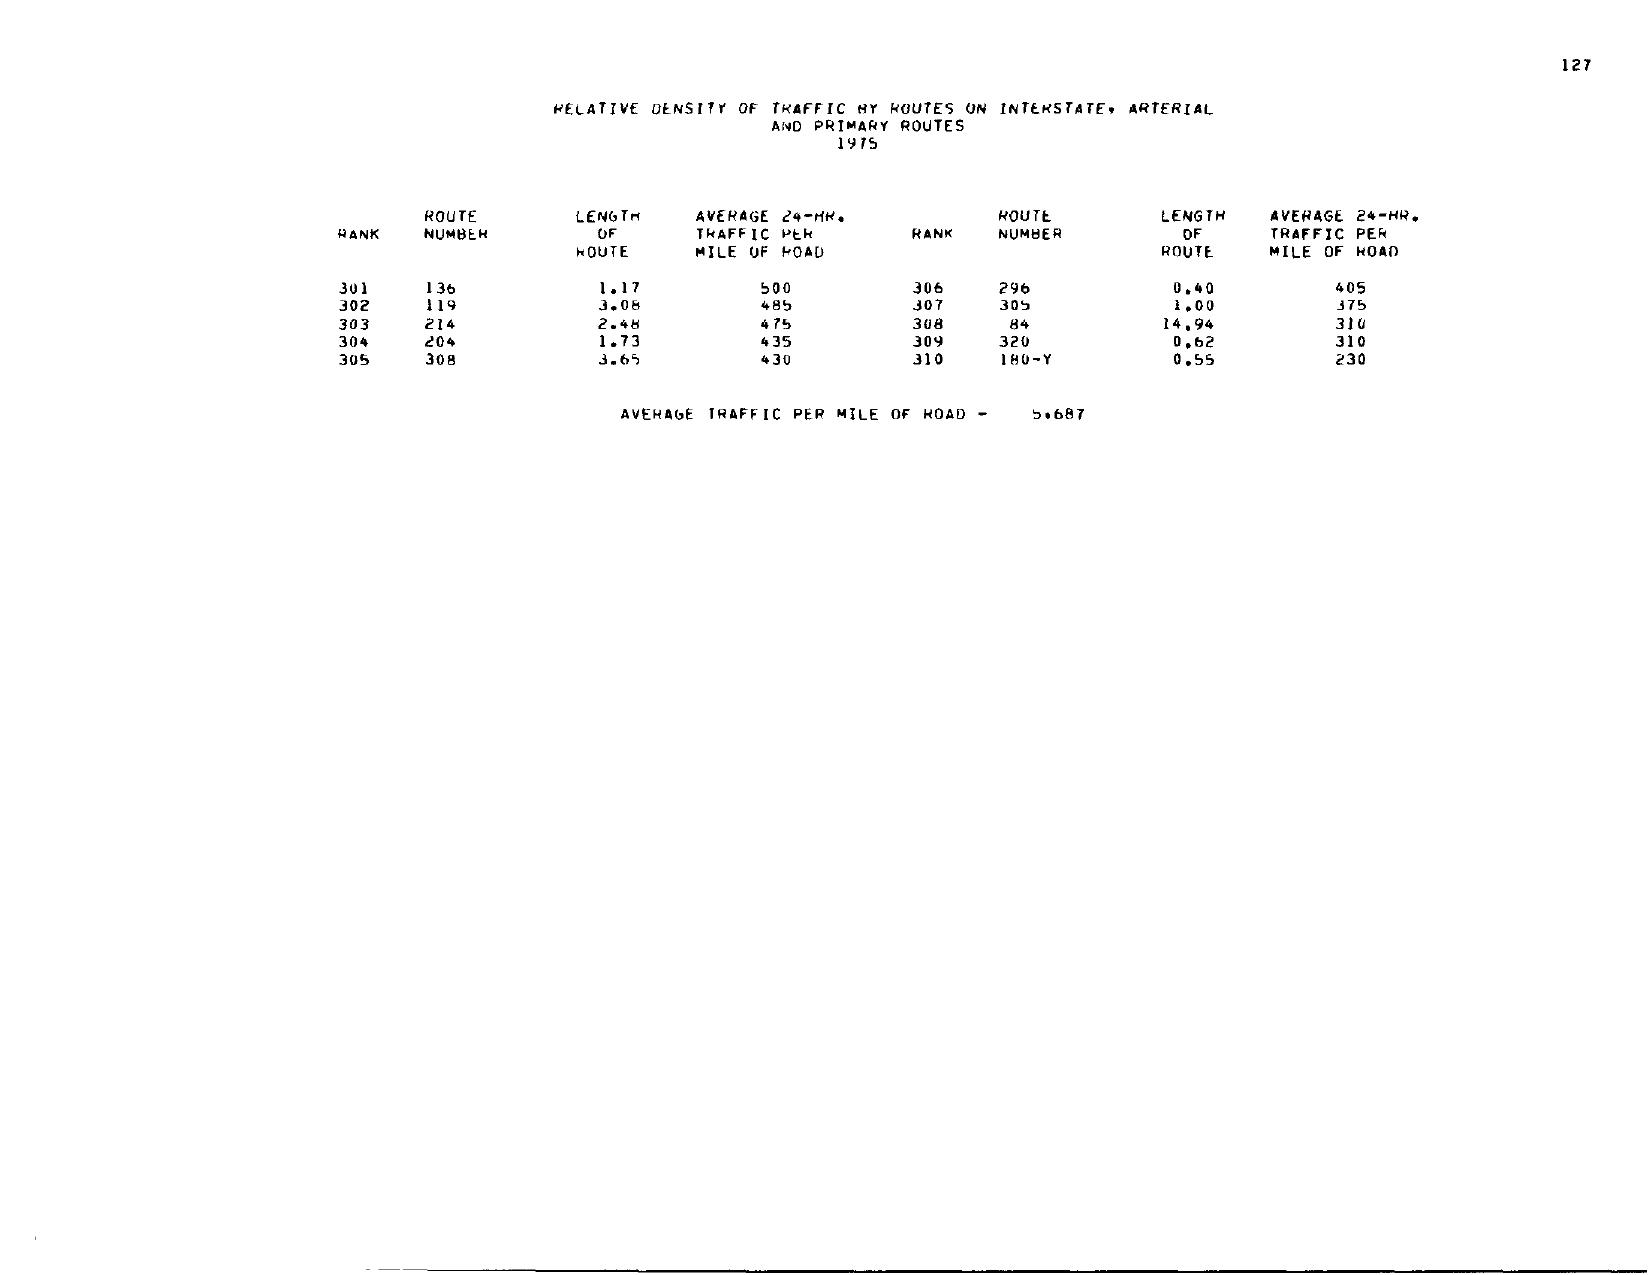 127
RELATIVE DENSITY OF TRAFFIC BY ROUTES ON INTERSTATE, ARTERIAL
AND PRIMARY ROUTES
1975
ROUTE LENGTH AVERAGE 24-HR. ROUTE LENGTH AVERAGE 24-HR.
RANK NUMBER OF TRAFFIC PER RANK NUMBER OF TRAFFIC PER
ROUTE MILE OF ROAD ROUTE MILE OF ROAD
301 136 1.17 500 306 296 0.40 405
302 119 3.08 485 307 305 1.00 375
303 214 2.48 475 308 84 14.94 310
304 204 1.73 435 309 320 0.62 310
305 308 3.65 430 310 180-Y 0.55 230
AVERAGE TRAFFIC PER MILE OF ROAD - 5.687